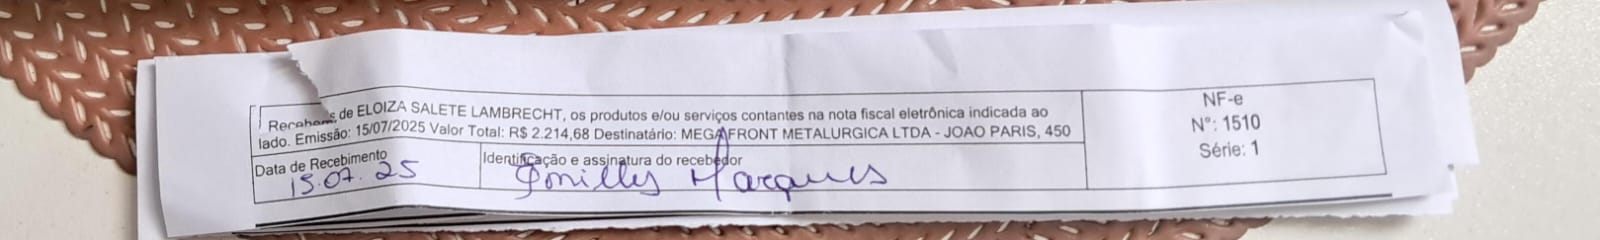 Recebemos de ELOIZA SALETE LAMBRECHT, os produtos e/ou serviços contantes na nota fiscal eletrônica indicada ao
lado. Emissão: 15/07/2025 Valor Total: R$ 2.214,68 Destinatário: MEGAFRONT METALURGICA LTDA - JOAO PARIS, 450
Data de Recebimento
15.07.25
Identificação e assinatura do recebedor
Marques
NF-e
N°: 1510
Série: 1